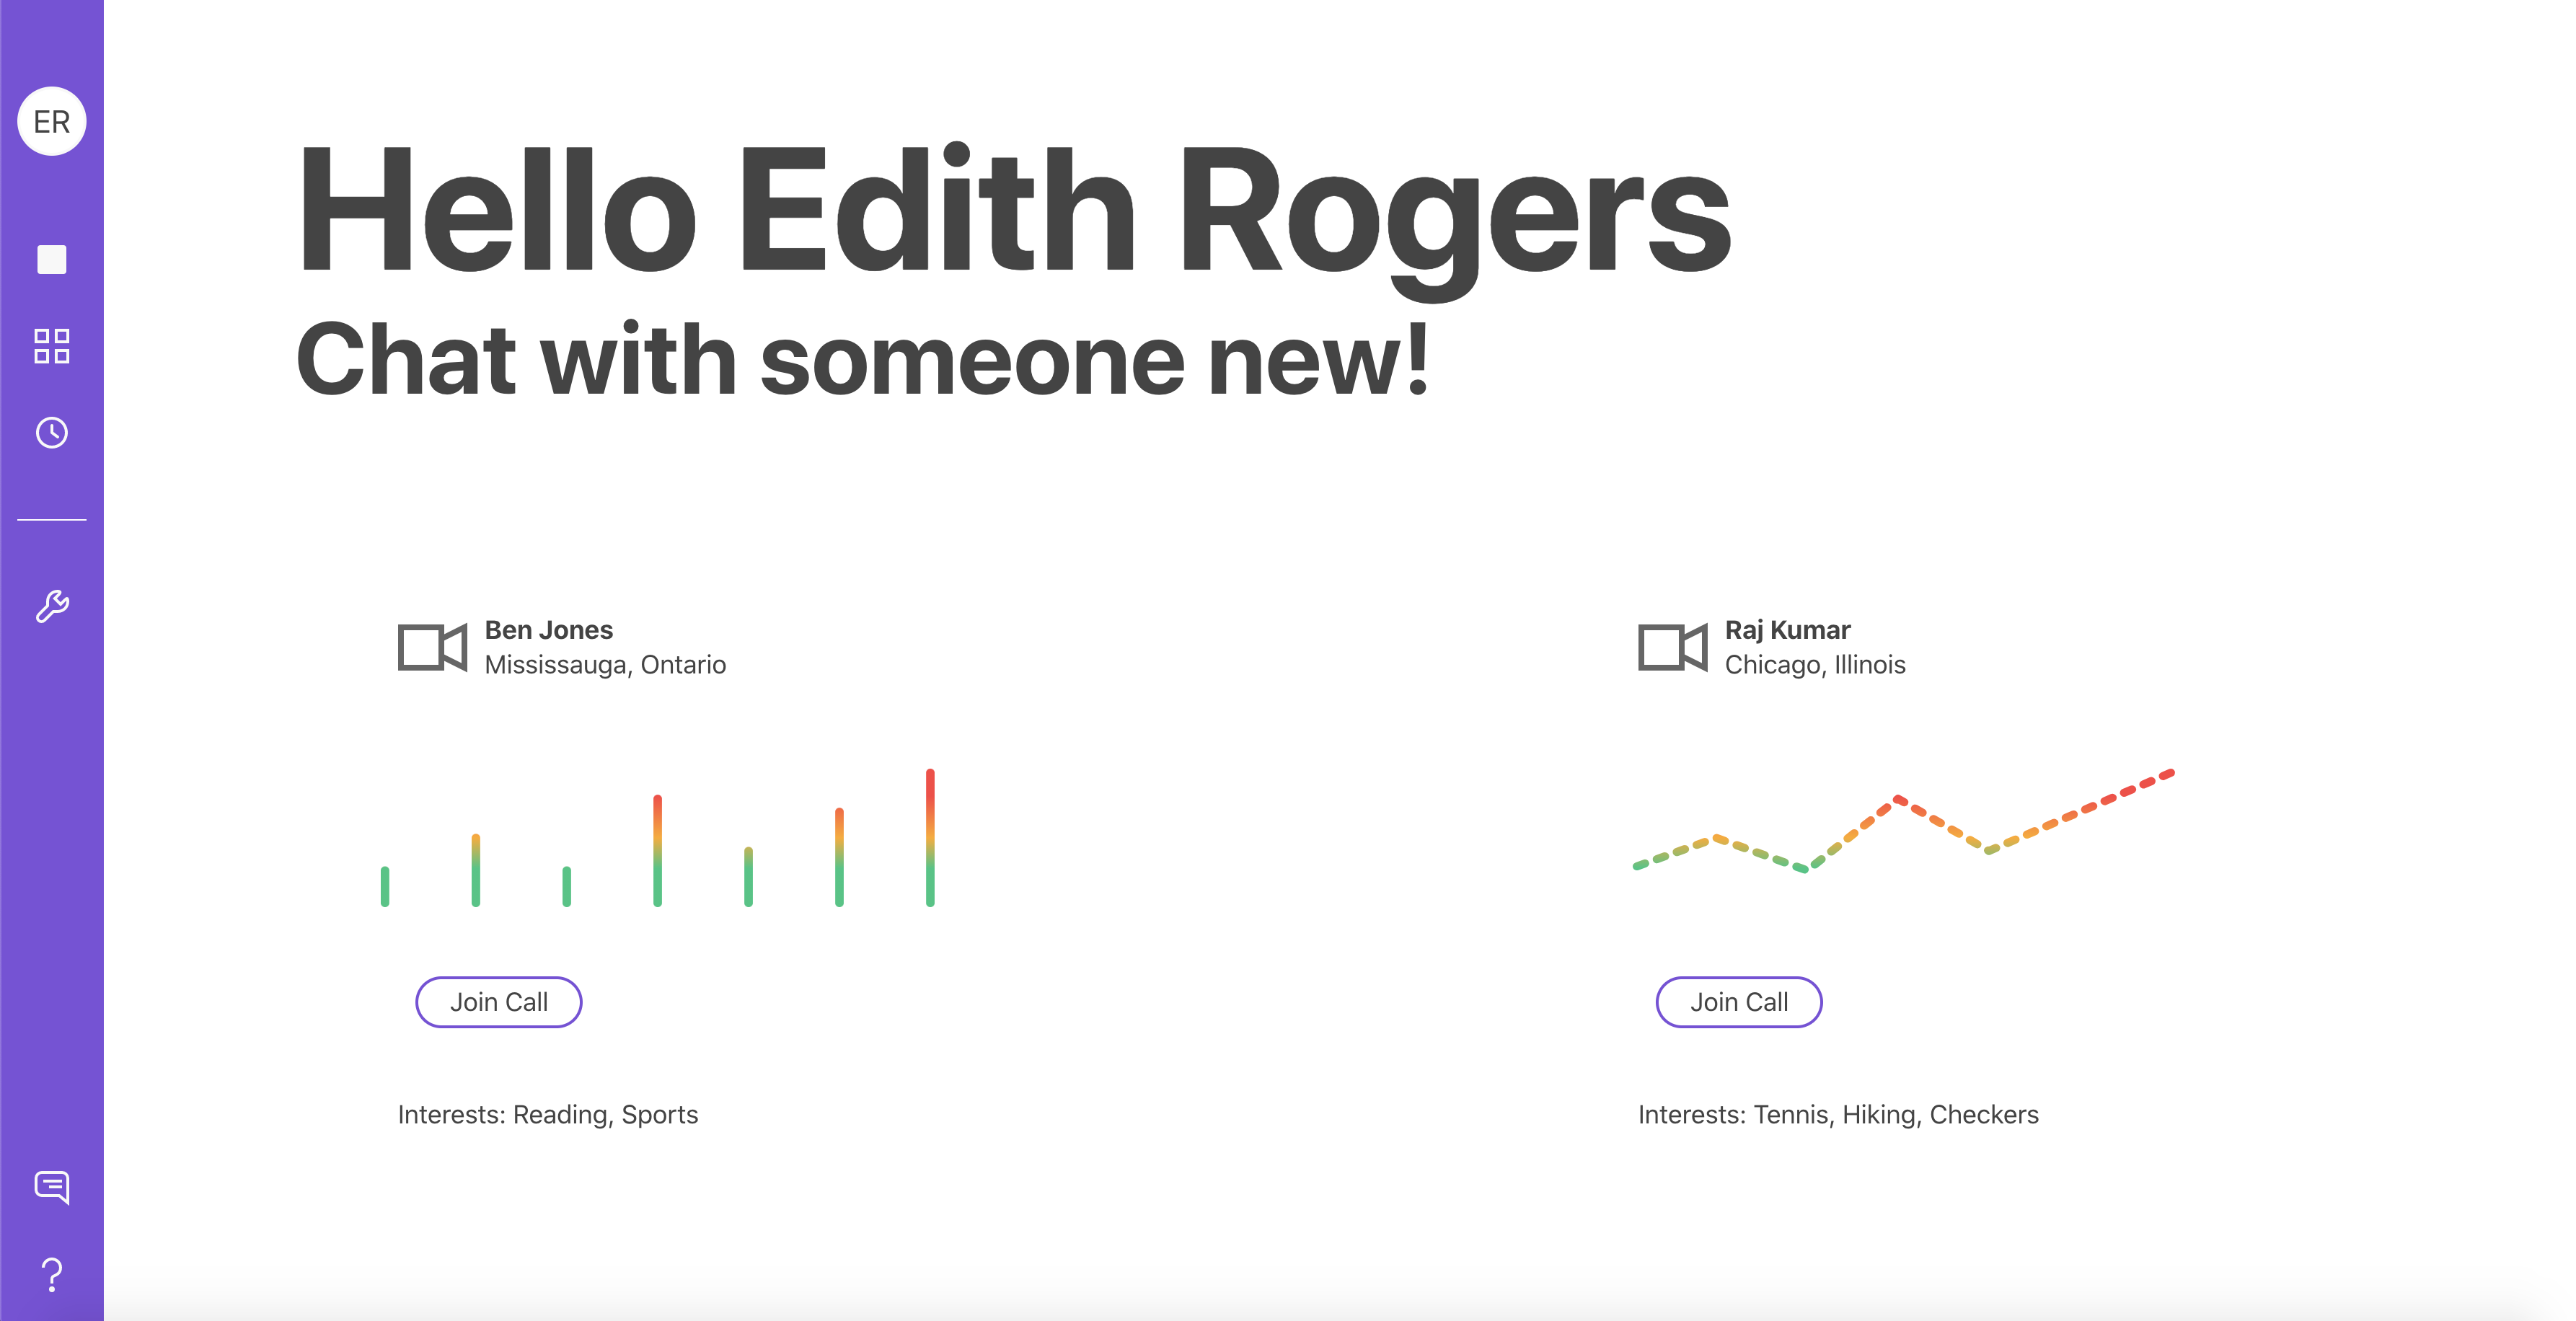 ER
Hello Edith Rogers
Chat with someone new!
Ben Jones
Mississauga, Ontario
Join Call
Interests: Reading, Sports
Raj Kumar
Chicago, Illinois
Join Call
Interests: Tennis, Hiking, Checkers
?